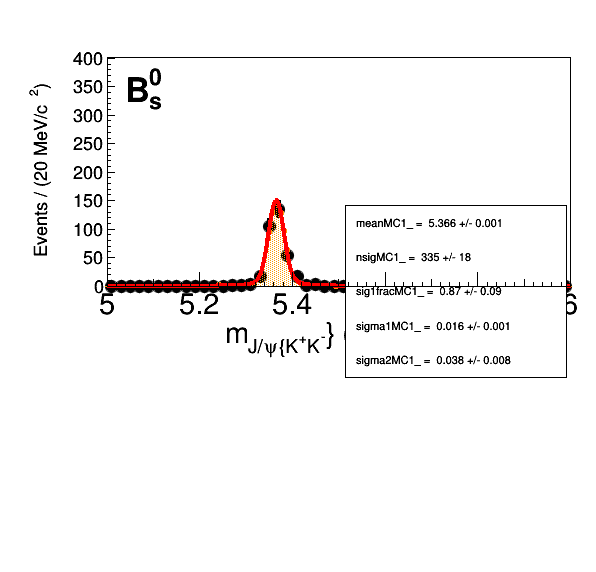 400
350
300
250
200
150
100
50
0
Events / (20 MeV/c 2)
B0s
5 5.2 5.4 6
mJ/ψ{K+K-} (
meanMC1_ = 5.366 +/- 0.001
nsigMC1_ = 335 +/- 18
sig1fracMC1_ = 0.87 +/- 0.09
sigma1MC1_ = 0.016 +/- 0.001
sigma2MC1_ = 0.038 +/- 0.008